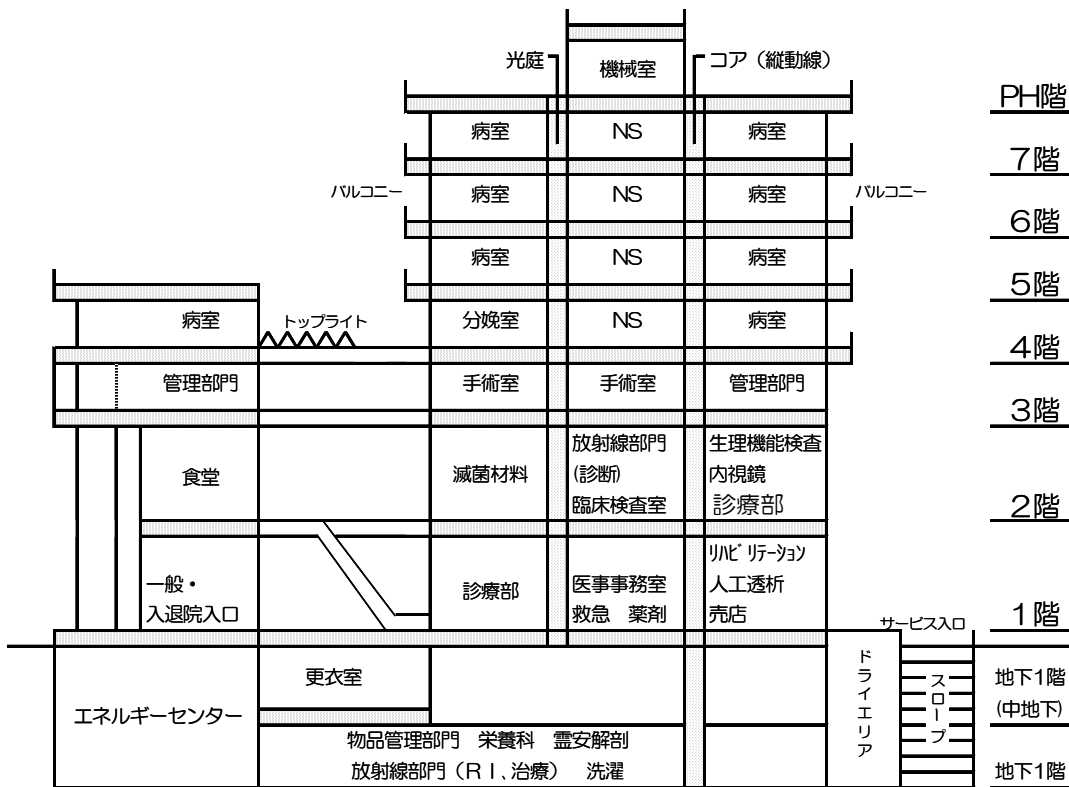 光庭
機械室
コア（縦動線）
PH階
病室
NS
病室
7階
バルコニー
病室
NS
病室
バルコニー
6階
病室
NS
病室
5階
病室
トップライト
分娩室
NS
病室
4階
管理部門
手術室
手術室
管理部門
3階
食堂
滅菌材料
放射線部門
(診断)
臨床検査室
生理機能検査
内視鏡
診療部
2階
一般・
入退院入口
診療部
医事事務室
救急　薬剤
ﾘﾊﾋﾞﾘﾃｰｼｮﾝ
人工透析
売店
サービス入口
1階
エネルギーセンター
更衣室
ドライエリア
スロープ
地下1階
(中地下)
物品管理部門　栄養科　霊安解剖
放射線部門（ＲＩ､治療）　洗濯
地下1階